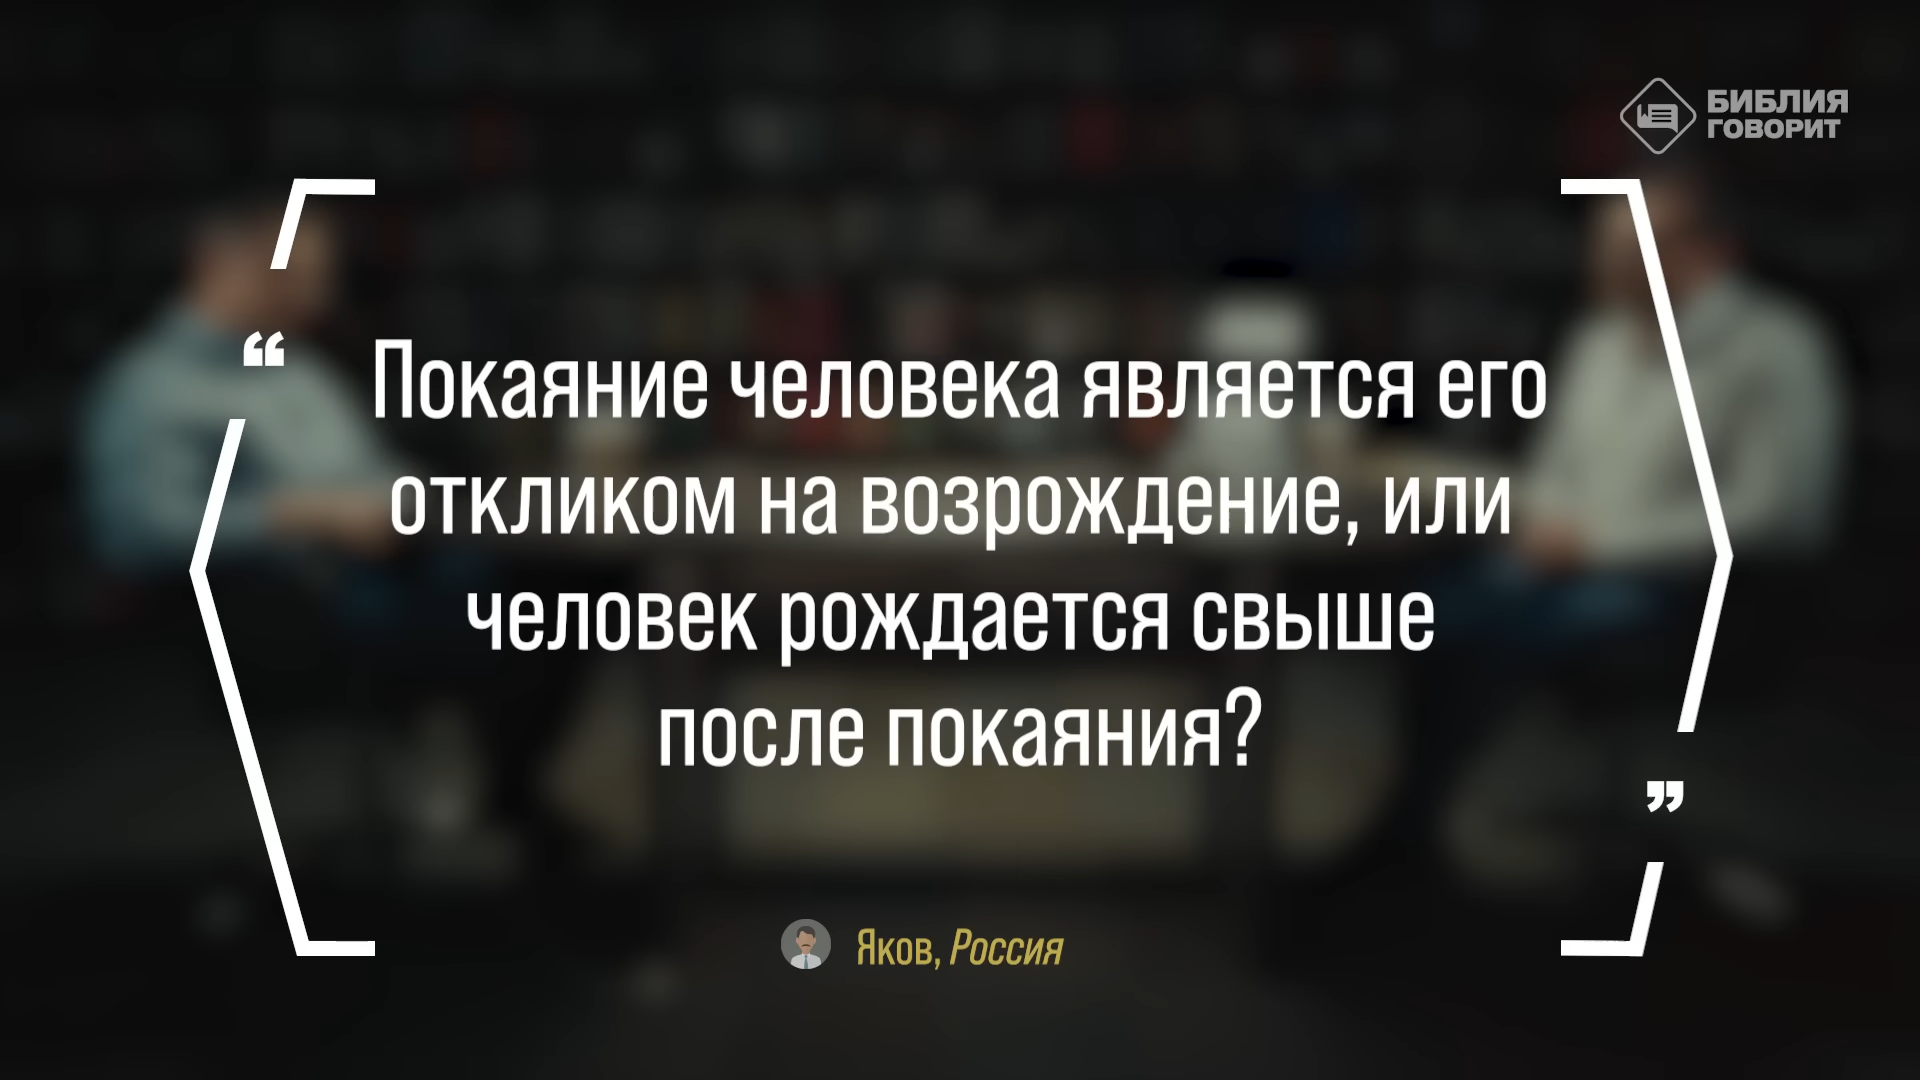 БИБЛИЯ
ГОВОРИТ
“
Покаяние человека является его
откликом на возрождение, или
человек рождается свыше
после покаяния?
”
Яков, Россия